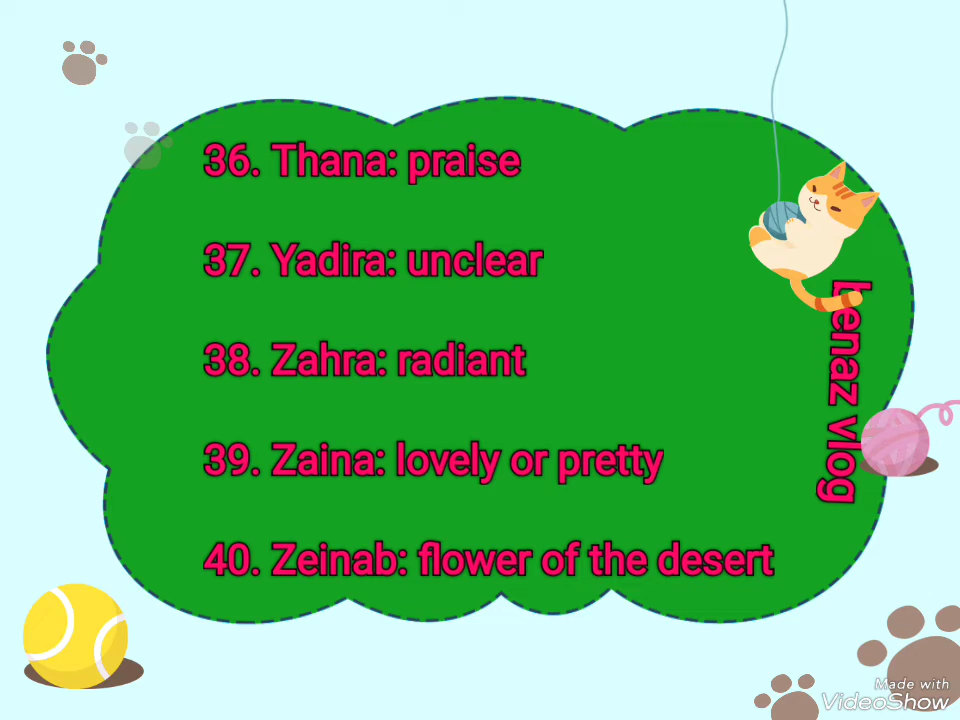 36. Thana: praise
37. Yadira: unclear
38. Zahra: radiant
39. Zaina: lovely or pretty
40. Zeinab: flower of the desert
vlog
Made with
VideoShow